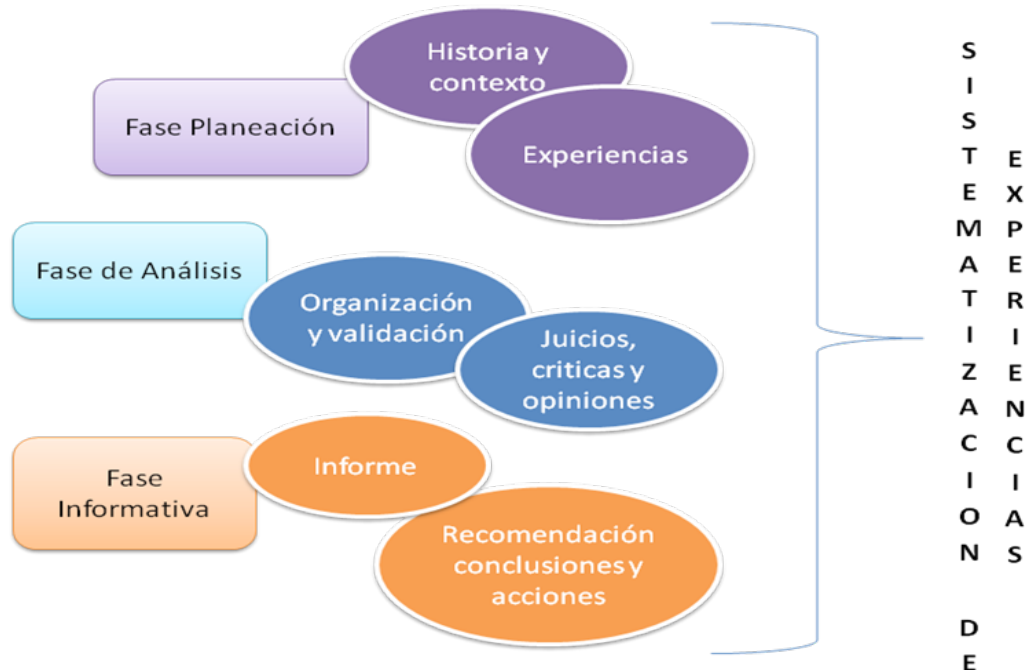 Historia y
contexto
Fase Planeación
Experiencias
Fase de Análisis
Organización
y validación
Juicios,
criticas y
opiniones
Fase
Informativa
Informe
Recomendación
conclusiones y
acciones
SISTEMATIZACION DE
EXPERIENCIAS